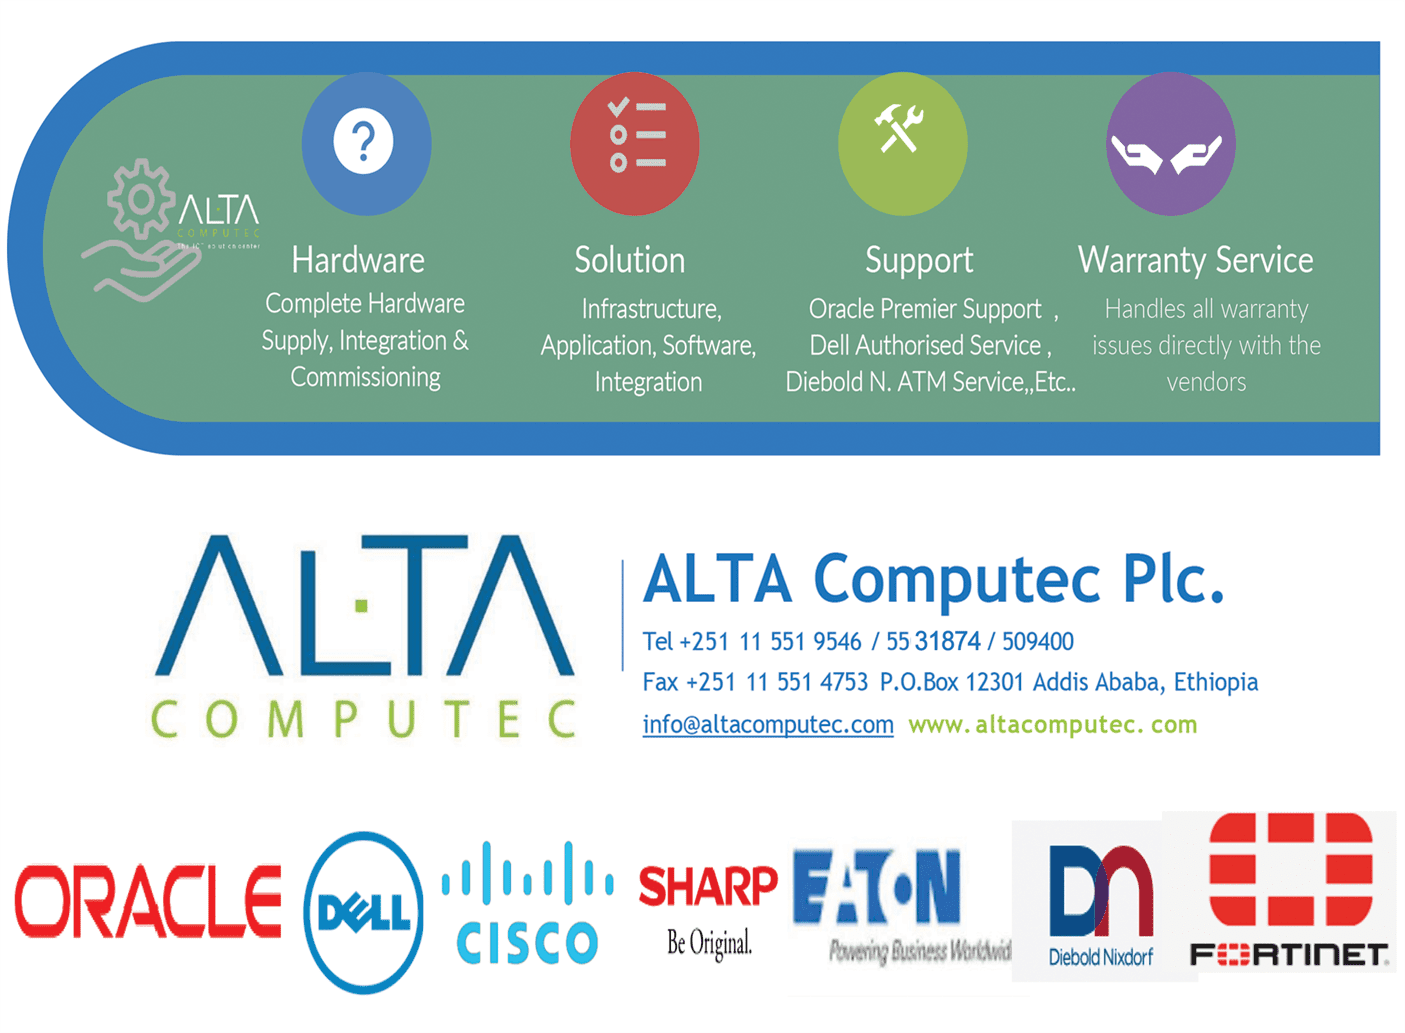 ALTA
COMPUTEC
Hardware
Complete Hardware
Supply, Integration &
Commissioning
Solution
Infrastructure,
Application, Software,
Integration
Support
Oracle Premier Support ,
Dell Authorised Service ,
Diebold N. ATM Service,,Etc..
Warranty Service
Handles all warranty
issues directly with the
vendors
ALTA
COMPUTEC
ALTA Computec Plc.
Tel +251 11 551 9546 / 55 31874 / 509400
Fax +251 11 551 4753 P.O.Box 12301 Addis Ababa, Ethiopia
info@altacomputec.com www. altacomputec. com
ORACLE
DELL
CISCO
SHARP
Be Original.
EATON
Powering Business Worldwid
DN
Diebold Nixdorf
FORTINET